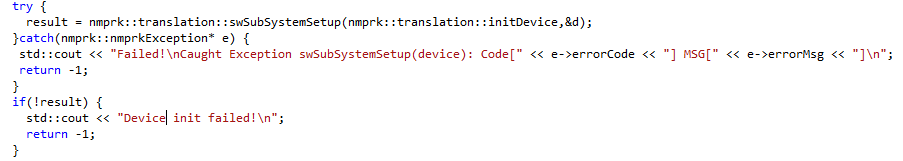 try {
result = nmprk::translation::swSubSystemSetup(nmprk::translation::initDevice,&d);
}catch(nmprk::nmprkException* e) {
std::cout << "Failed!\nCaught Exception swSubSystemSetup(device): Code[" << e->errorCode << "] MSG[" << e->errorMsg << "]\n";
return -1;
}
if(!result) {
std::cout << "Device init failed!\n";
return -1;
}